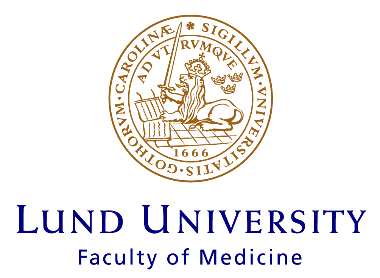 SIGILLVM·VNIVERSITATIS·GOTHORVM·CAROLINÆ
AD VTRVMQVE
1666
LUND UNIVERSITY
Faculty of Medicine